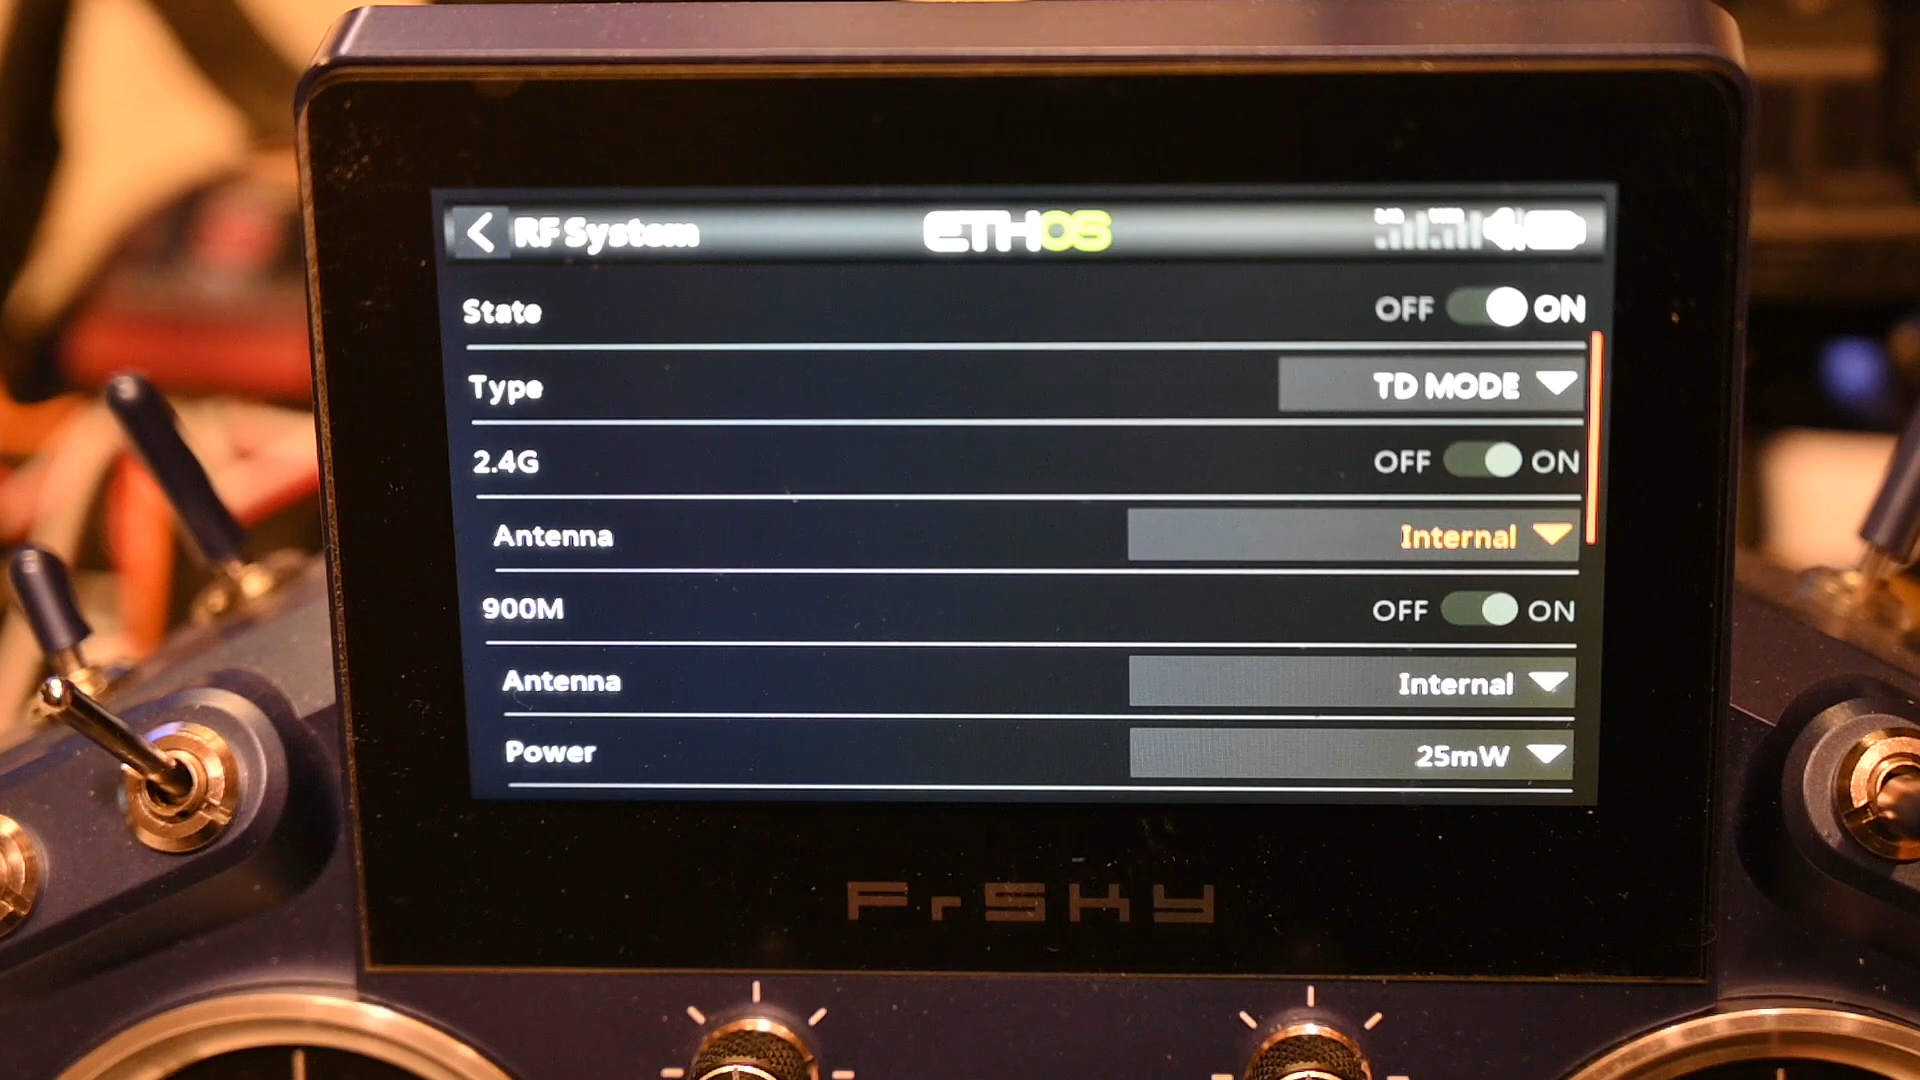 RF System ETHOS
State OFF ON
Type TD MODE
2.4G OFF ON
Antenna Internal
900M OFF ON
Antenna Internal
Power 25mW
FrSKY